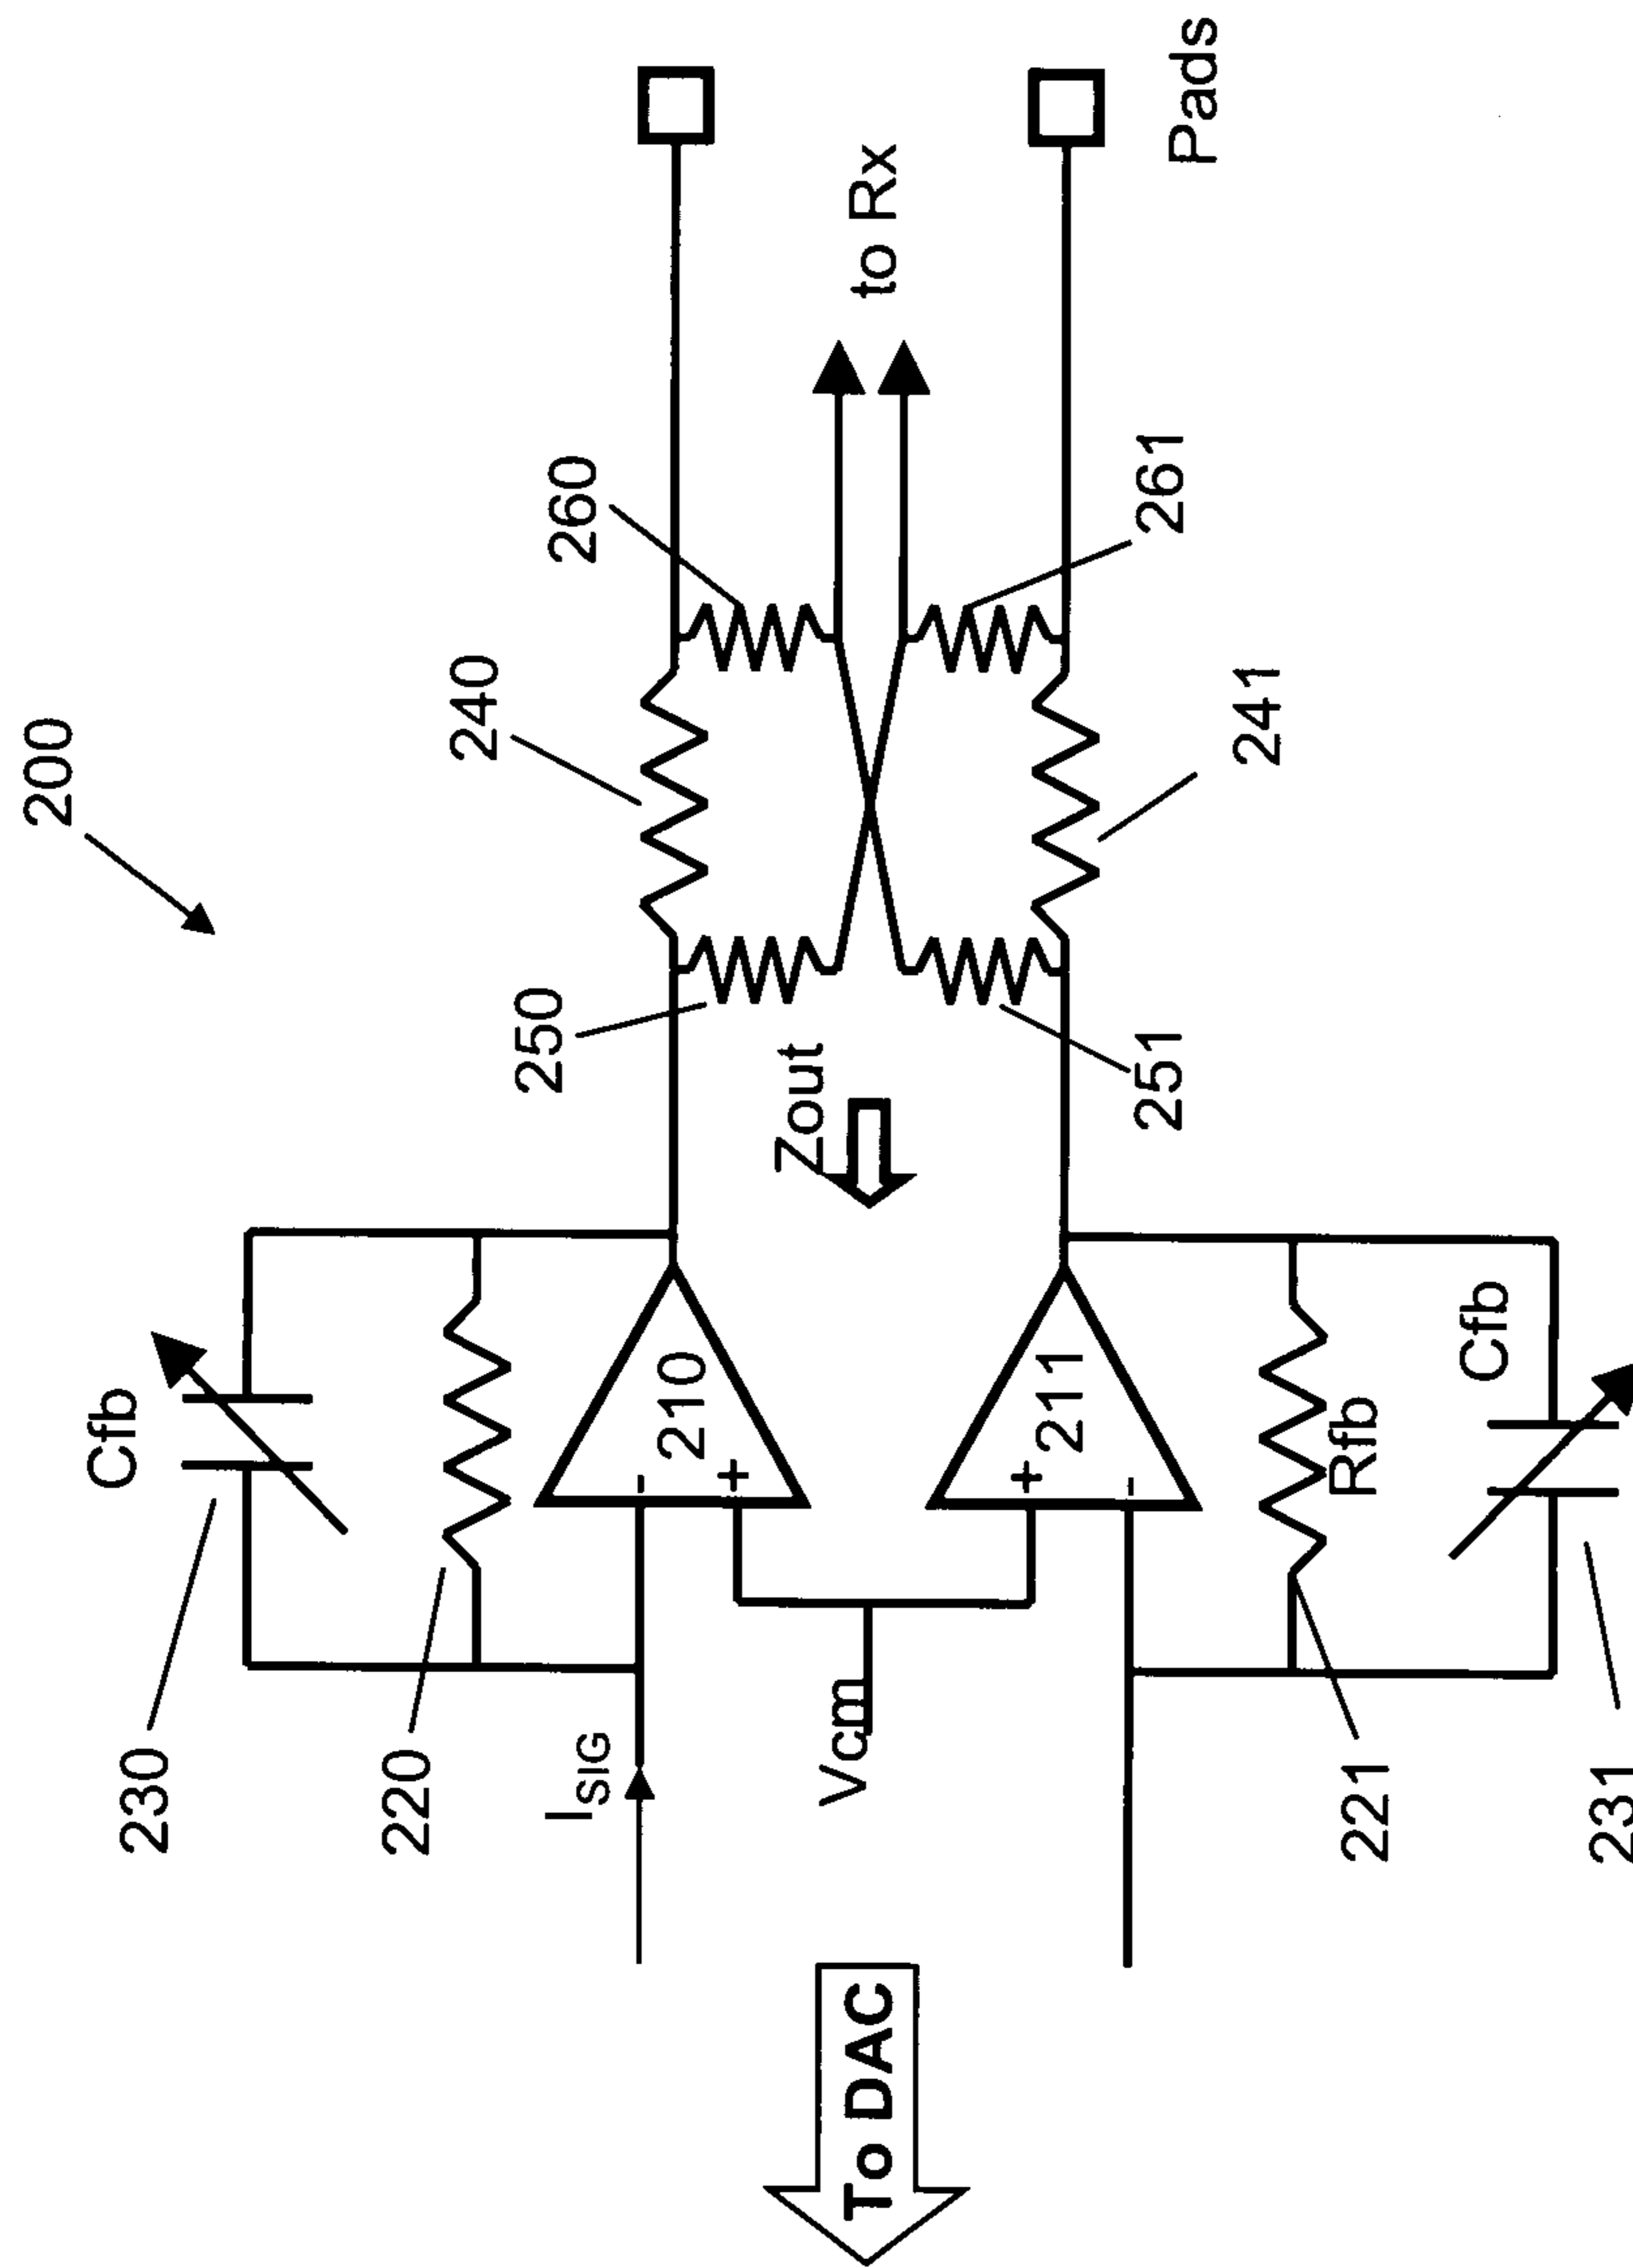 200
Cfb
230
220
I_SIG
210
-
+
Vcm
211
+
-
Rfb
Cfb
221
231
To DAC
Zout
250
251
240
241
260
261
to Rx
Pads